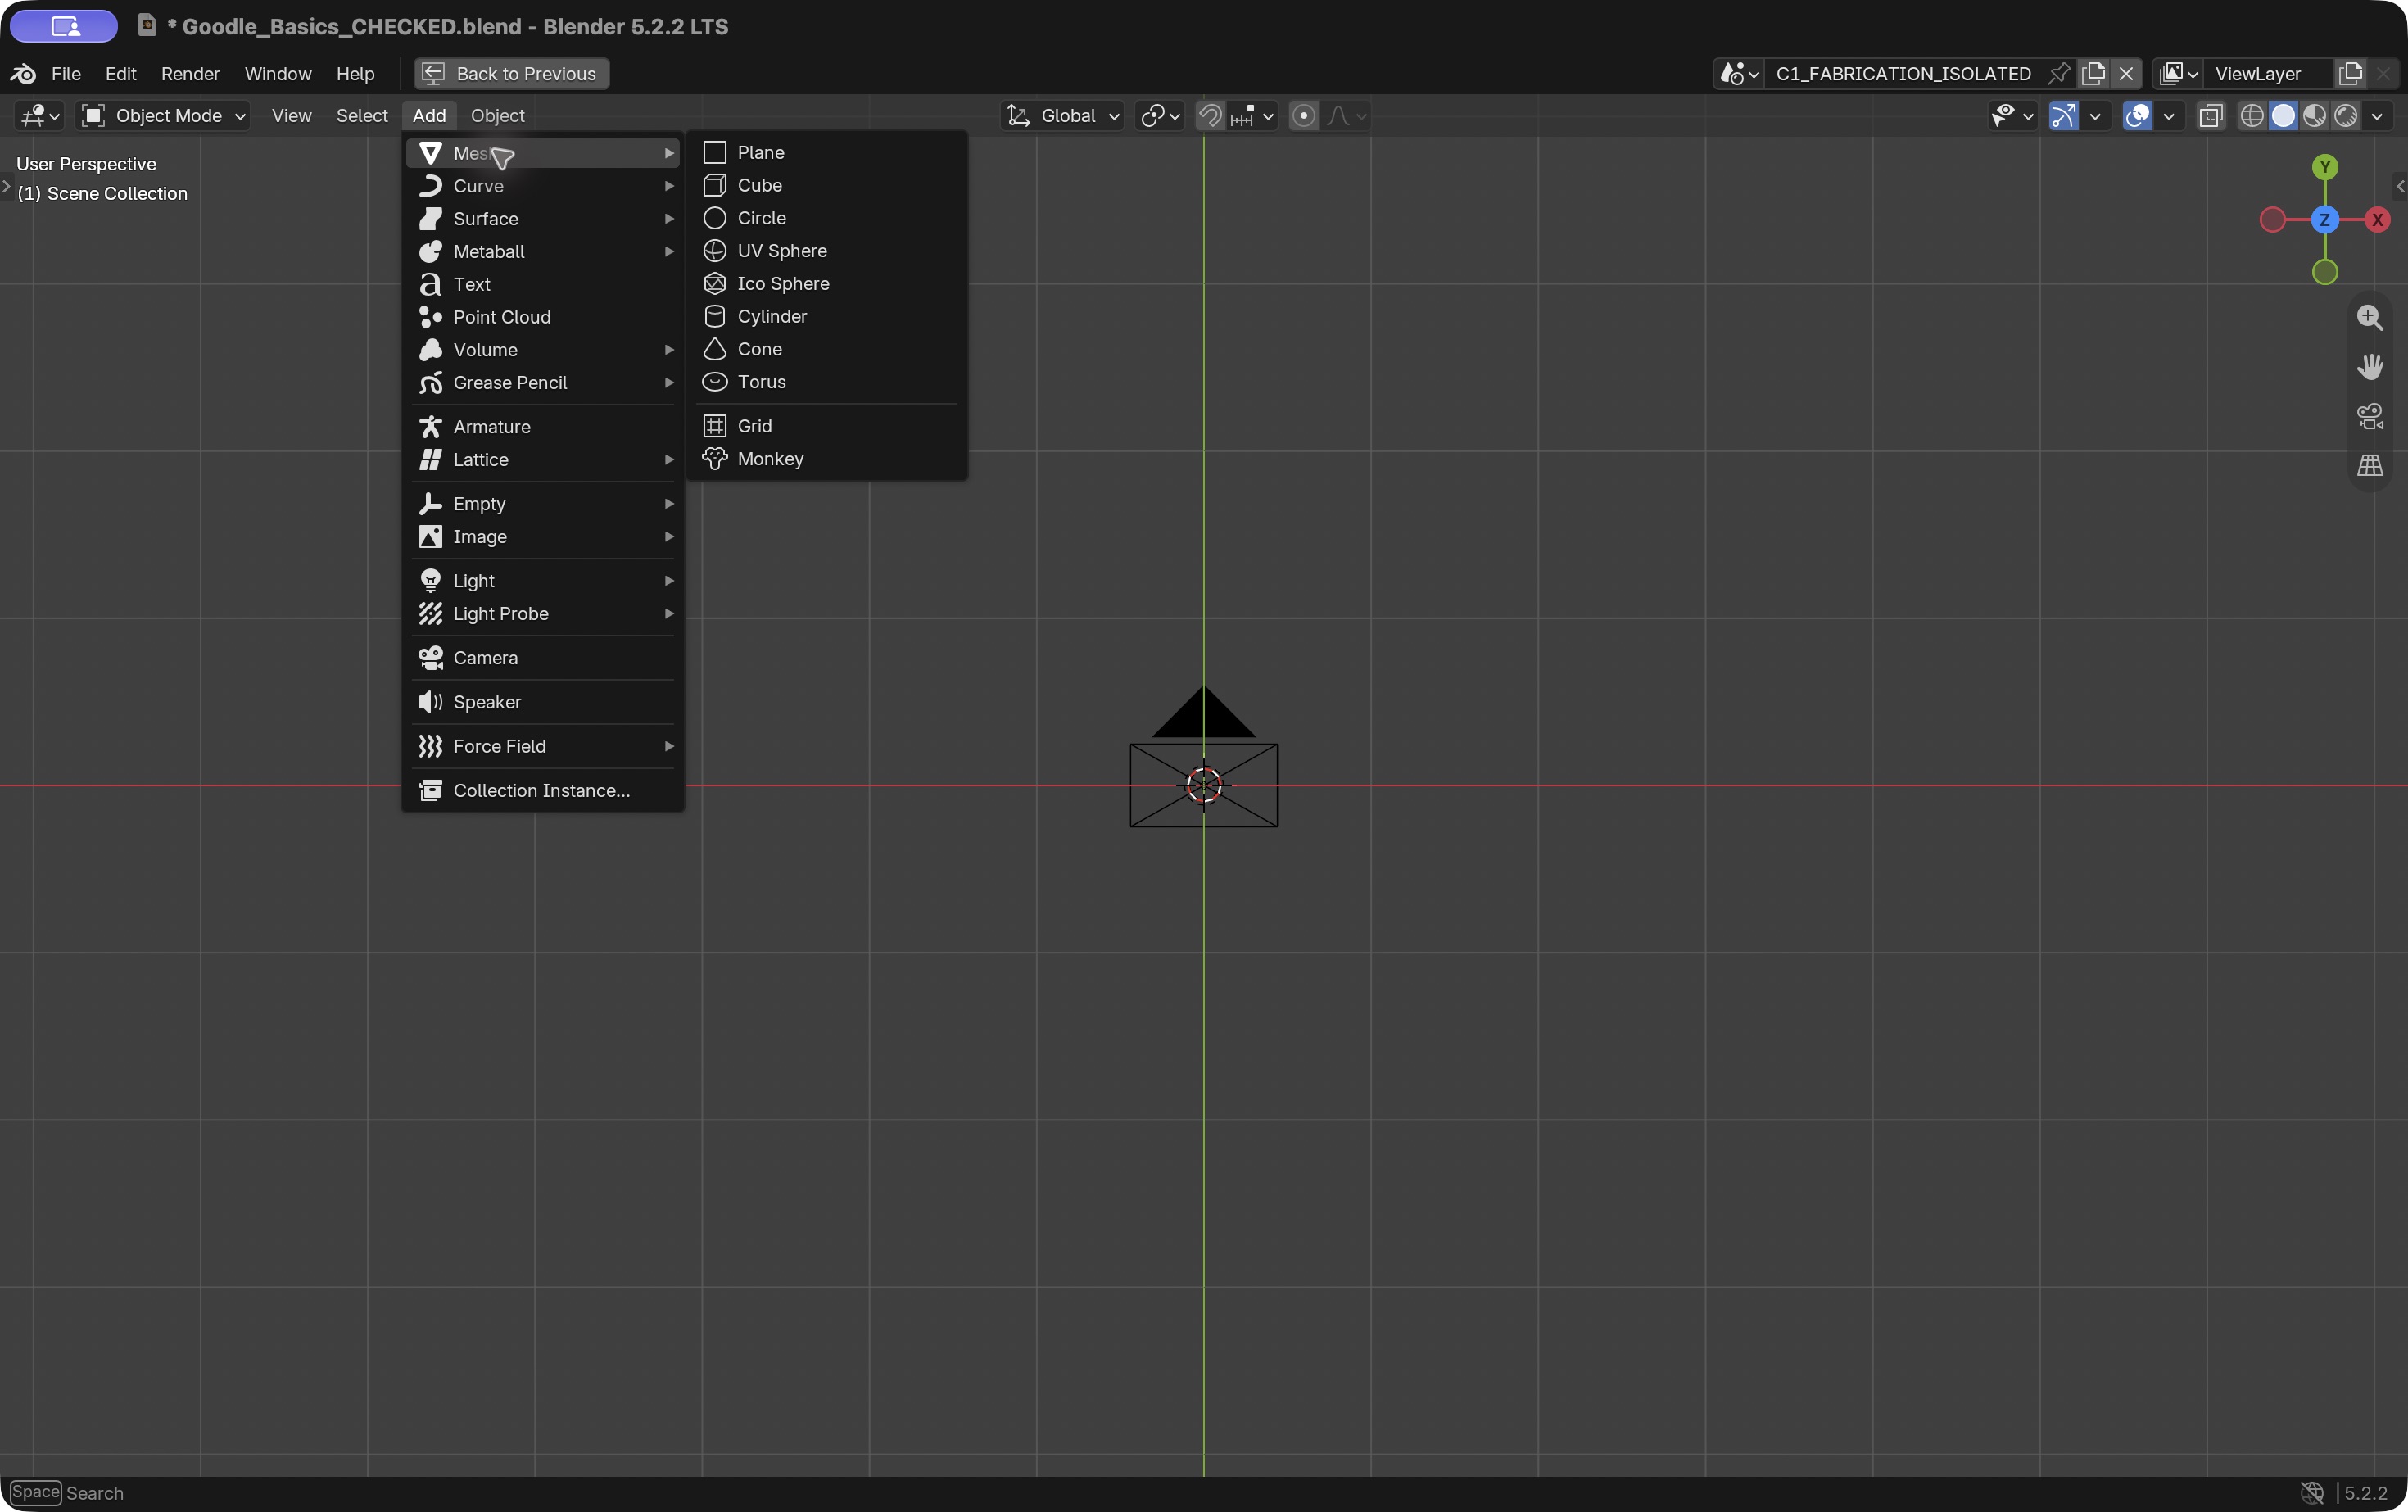 * Goodle_Basics_CHECKED.blend - Blender 5.2.2 LTS
File Edit Render Window Help Back to Previous C1_FABRICATION_ISOLATED ViewLayer
Object Mode View Select Add Object Global
User Perspective
(1) Scene Collection
Curve
Surface
Metaball
Text
Point Cloud
Volume
Grease Pencil
Armature
Lattice
Empty
Image
Light
Light Probe
Camera
Speaker
Force Field
Collection Instance...
Plane
Cube
Circle
UV Sphere
Ico Sphere
Cylinder
Cone
Torus
Grid
Monkey
Y
Z X
Space Search 5.2.2